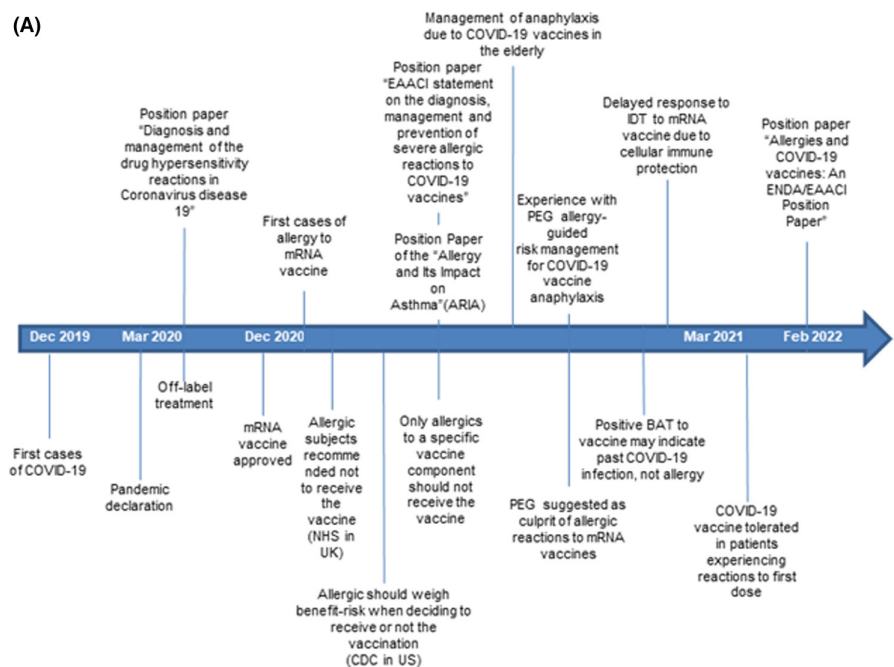 (A)
Management of anaphylaxis
due to COVID-19 vaccines in
the elderly
Position paper
“EAACI statement
on the diagnosis,
management and
prevention of
severe allergic
reactions to
COVID-19
vaccines”
Position paper
“Diagnosis and
management of the
drug hypersensitivity
reactions in
Coronavirus disease
19”
First cases of
allergy to
mRNA
vaccine
Position Paper
of the “Allergy
and Its Impact
on
Asthma”(ARIA)
Experience with
PEG allergy-
guided
risk management
for COVID-19
vaccine
anaphylaxis
Delayed response to
IDT to mRNA
vaccine due to
cellular immune
protection
Position paper
“Allergies and
COVID-19
vaccines: An
ENDA/EAACI
Position
Paper”
Dec 2019
Mar 2020
Dec 2020
Mar 2021
Feb 2022
First cases
of COVID-19
Pandemic
declaration
Off-label
treatment
mRNA
vaccine
approved
Allergic
subjects
recomme
nded not
to receive
the
vaccine
(NHS in
UK)
Allergic should weigh
benefit-risk when deciding to
receive or not the
vaccination
(CDC in US)
Only allergics
to a specific
vaccine
component
should not
receive the
vaccine
PEG suggested as
culprit of allergic
reactions to mRNA
vaccines
Positive BAT to
vaccine may indicate
past COVID-19
infection, not allergy
COVID-19
vaccine tolerated
in patients
experiencing
reactions to first
dose